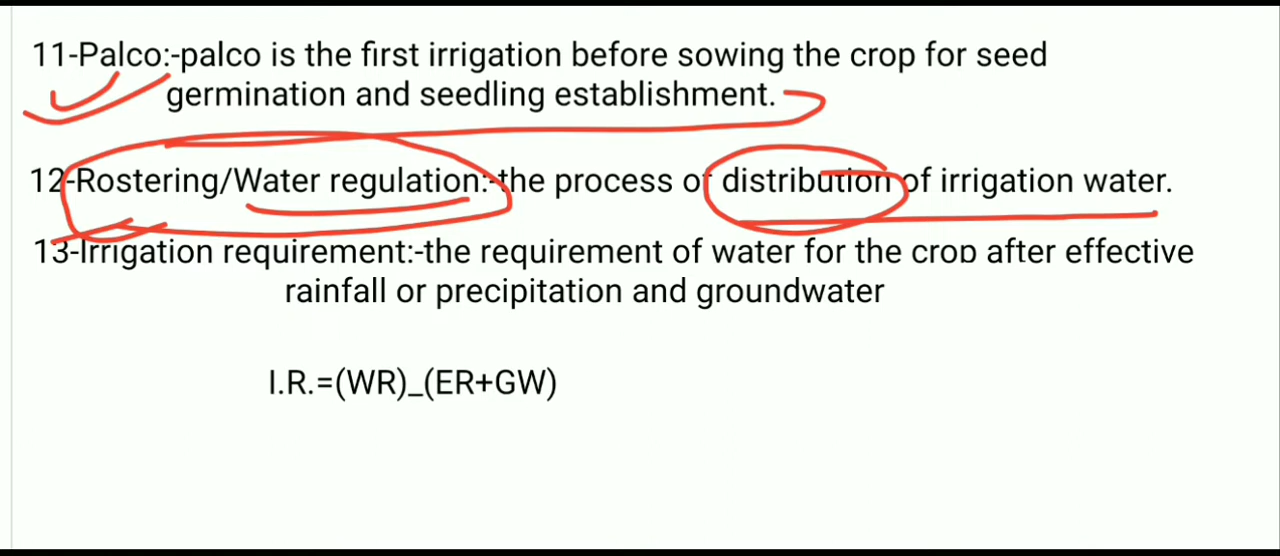 11-Palco:-palco is the first irrigation before sowing the crop for seed
germination and seedling establishment.
12-Rostering/Water regulation:-the process of distribution of irrigation water.
13-Irrigation requirement:-the requirement of water for the crop after effective
rainfall or precipitation and groundwater
I.R.=(WR)_(ER+GW)